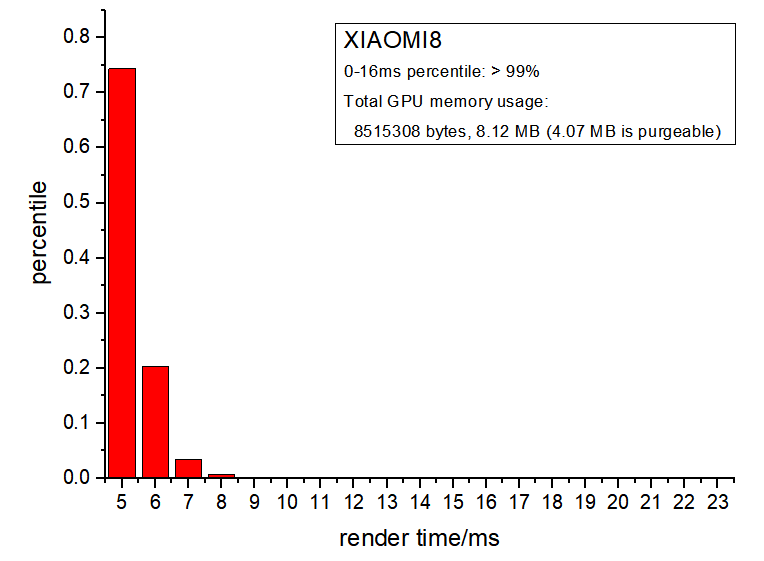 XIAOMI8
0-16ms percentile: > 99%
Total GPU memory usage:
8515308 bytes, 8.12 MB (4.07 MB is purgeable)
percentile
0.8
0.7
0.6
0.5
0.4
0.3
0.2
0.1
0.0
5 6 7 8 9 10 11 12 13 14 15 16 17 18 19 20 21 22 23
render time/ms